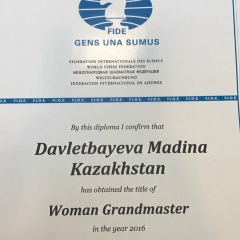 FIDE
GENS UNA SUMUS
FEDERATION INTERNATIONALE DES ECHECS
WORLD CHESS FEDERATION
МЕЖДУНАРОДНАЯ ШАХМАТНАЯ ФЕДЕРАЦИЯ
WELTSCHACHBUND
FEDERACION INTERNACIONAL DE AJEDREZ
By this diploma I confirm that
Davletbayeva Madina
Kazakhstan
has obtained the title of
Woman Grandmaster
in the year 2016